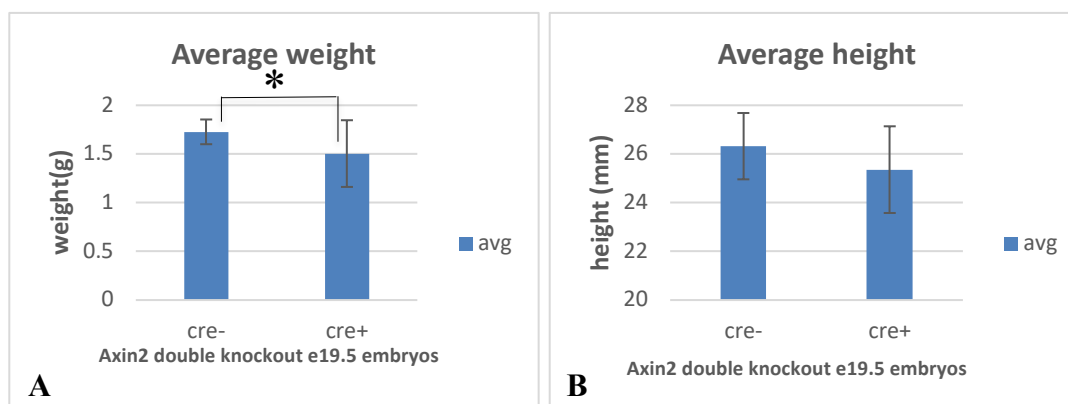 Average weight
*
2
1.5
1
0.5
0
weight(g)
cre-
cre+
avg
Axin2 double knockout e19.5 embryos
A
Average height
28
26
24
22
20
height (mm)
cre-
cre+
avg
Axin2 double knockout e19.5 embryos
B